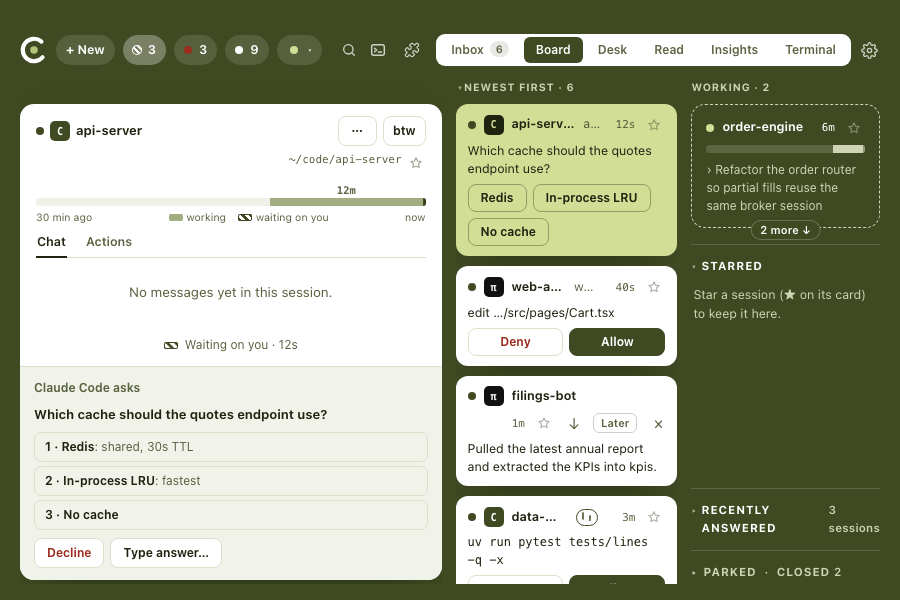 + New
3
3
9
Inbox 6
Board
Desk
Read
Insights
Terminal
C api-server
...
btw
~/code/api-server
12m
30 min ago
working
waiting on you
now
Chat
Actions
No messages yet in this session.
Waiting on you · 12s
Claude Code asks
Which cache should the quotes endpoint use?
1 · Redis: shared, 30s TTL
2 · In-process LRU: fastest
3 · No cache
Decline
Type answer...
NEWEST FIRST · 6
C api-serv... a... 12s
Which cache should the quotes
endpoint use?
Redis
In-process LRU
No cache
π web-a... w... 40s
edit .../src/pages/Cart.tsx
Deny
Allow
π filings-bot
1m
Later
Pulled the latest annual report
and extracted the KPIs into kpis.
C data-... 3m
uv run pytest tests/lines
-q -x
WORKING · 2
order-engine 6m
› Refactor the order router
so partial fills reuse the
same broker session
2 more ↓
STARRED
Star a session (★ on its card)
to keep it here.
RECENTLY
ANSWERED
3
sessions
PARKED · CLOSED 2